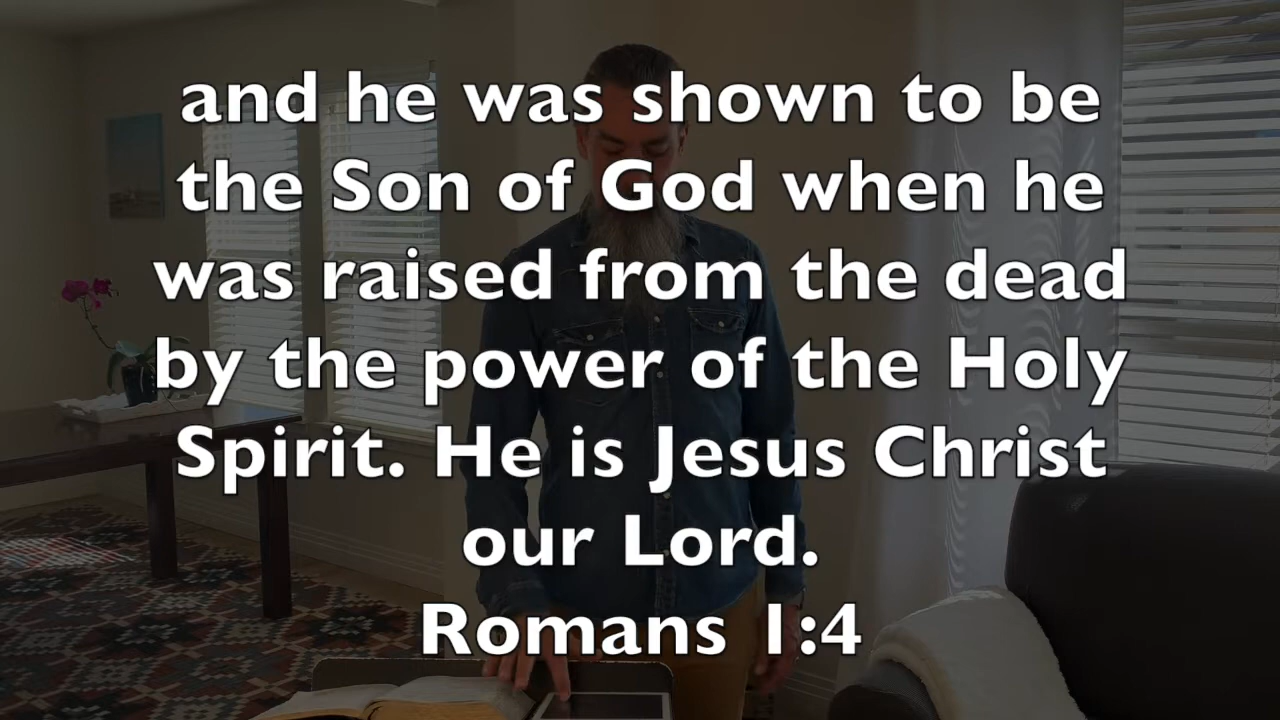 and he was shown to be
the Son of God when he
was raised from the dead
by the power of the Holy
Spirit. He is Jesus Christ
our Lord.
Romans 1:4